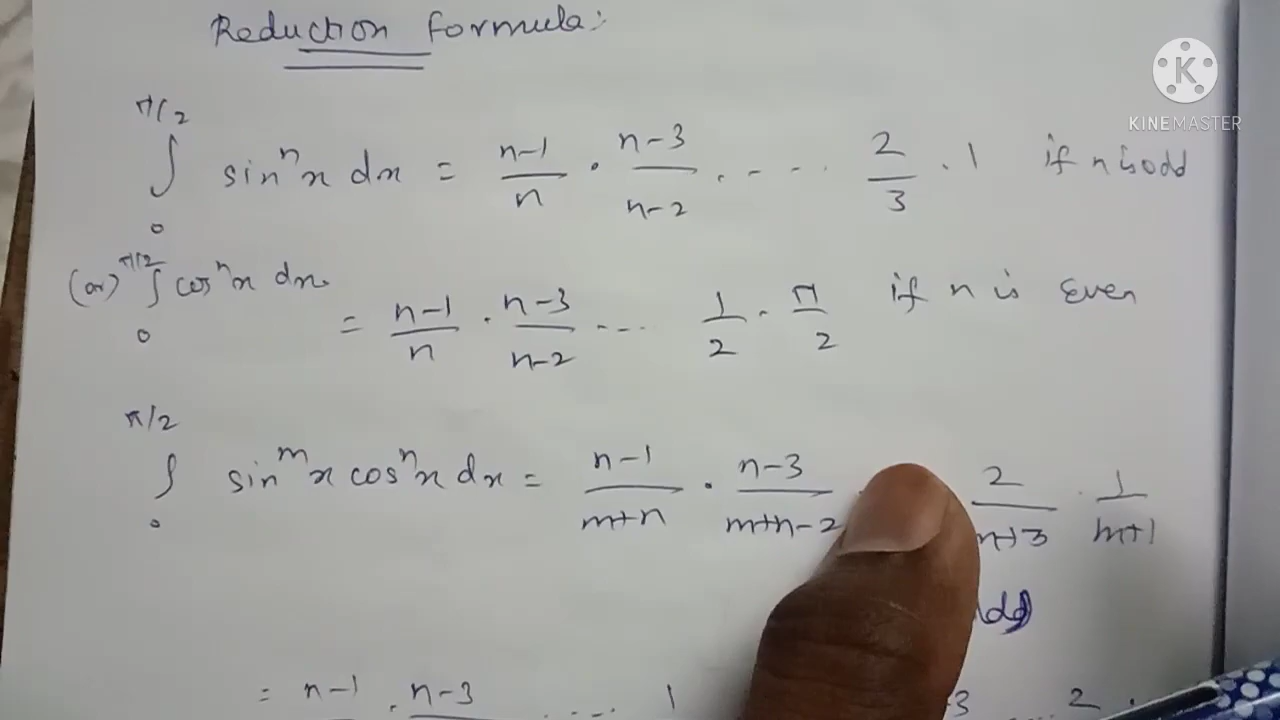 Reduction formula:
K
KINEMASTER
π/2
∫ sinⁿx dx = (n-1)/n · (n-3)/(n-2) · - - - 2/3 · 1 if n is odd
0
(or) π/2 ∫ 0 cosⁿx dx.
= (n-1)/n · (n-3)/(n-2) - - - 1/2 · π/2 if n is Even
π/2
∫ sinᵐx cosⁿx dx = (n-1)/(m+n) · (n-3)/(m+n-2) 2/ +3 · 1/(m+1)
0
= n-1 · n-3 - - - 1 3 - - 2 ·